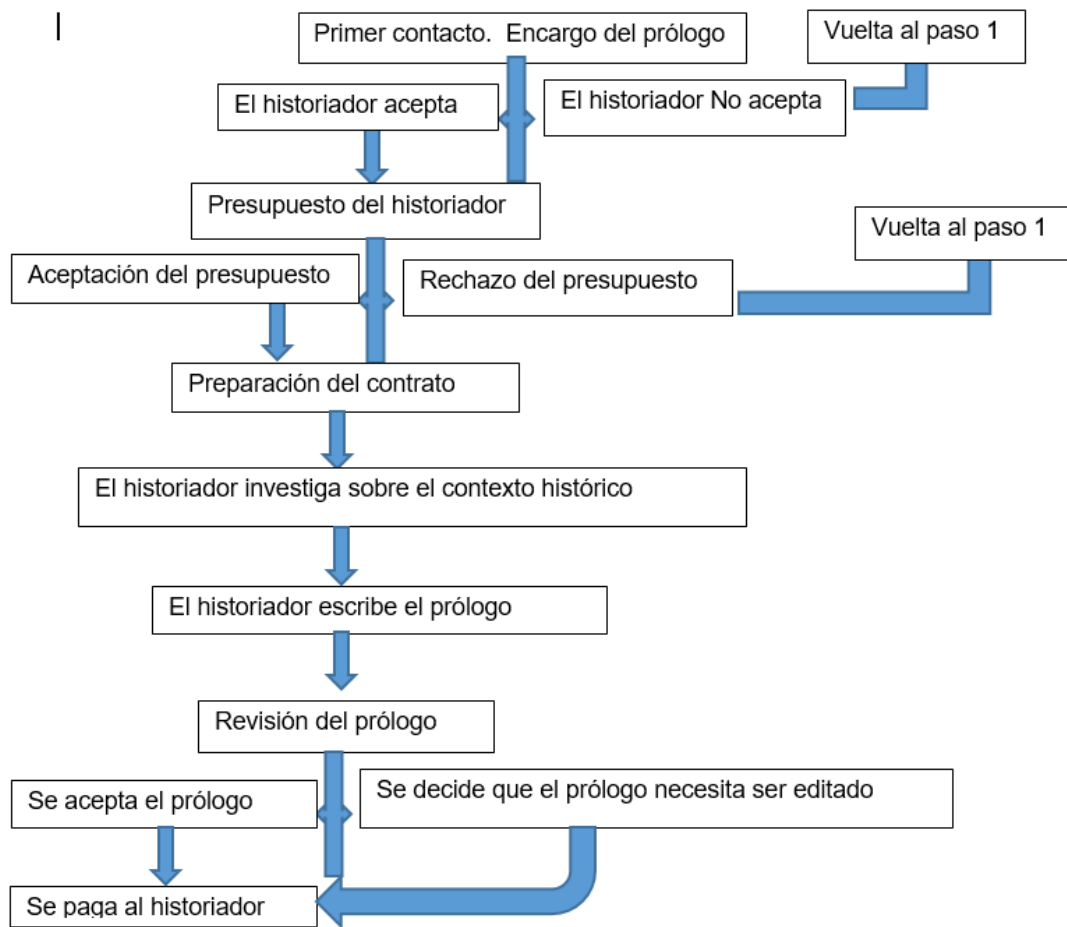 Primer contacto.  Encargo del prólogo
Vuelta al paso 1
El historiador acepta
El historiador No acepta
Presupuesto del historiador
Vuelta al paso 1
Aceptación del presupuesto
Rechazo del presupuesto
Preparación del contrato
El historiador investiga sobre el contexto histórico
El historiador escribe el prólogo
Revisión del prólogo
Se acepta el prólogo
Se decide que el prólogo necesita ser editado
Se paga al historiador